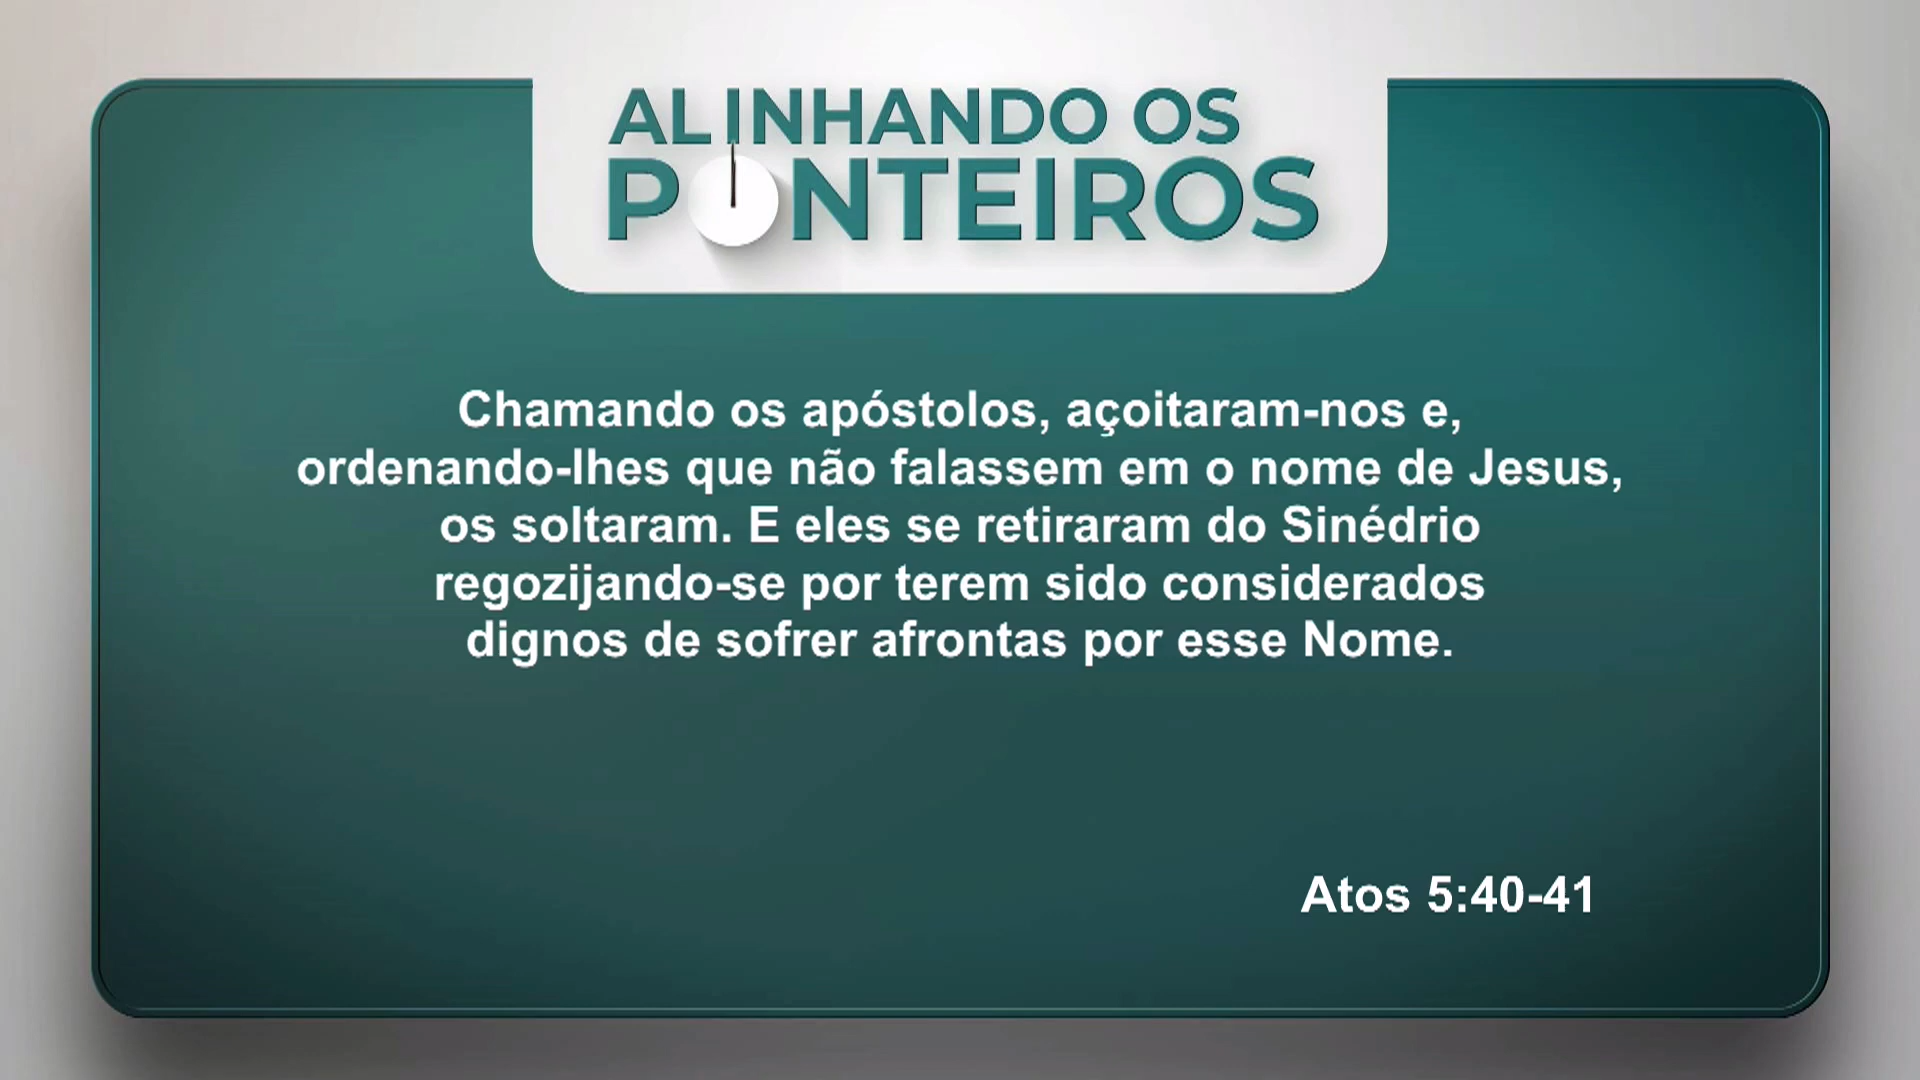 ALINHANDO OS
PONTEIROS
Chamando os apóstolos, açoitaram-nos e,
ordenando-lhes que não falassem em o nome de Jesus,
os soltaram. E eles se retiraram do Sinédrio
regozijando-se por terem sido considerados
dignos de sofrer afrontas por esse Nome.
Atos 5:40-41